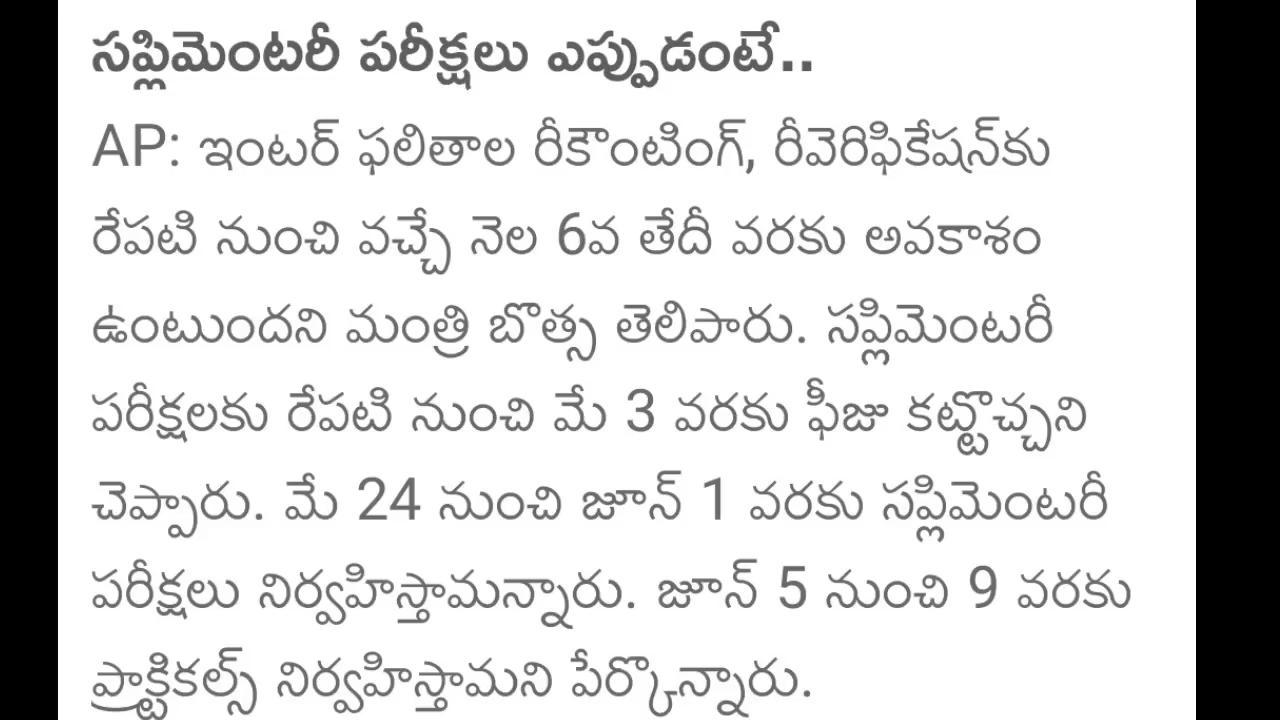 సప్లిమెంటరీ పరీక్షలు ఎప్పుడంటే..
AP: ఇంటర్ ఫలితాల రీకౌంటింగ్, రీవెరిఫికేషన్‌కు
రేపటి నుంచి వచ్చే నెల 6వ తేదీ వరకు అవకాశం
ఉంటుందని మంత్రి బొత్స తెలిపారు. సప్లిమెంటరీ
పరీక్షలకు రేపటి నుంచి మే 3 వరకు ఫీజు కట్టొచ్చని
చెప్పారు. మే 24 నుంచి జూన్ 1 వరకు సప్లిమెంటరీ
పరీక్షలు నిర్వహిస్తామన్నారు. జూన్ 5 నుంచి 9 వరకు
ప్రాక్టికల్స్ నిర్వహిస్తామని పేర్కొన్నారు.